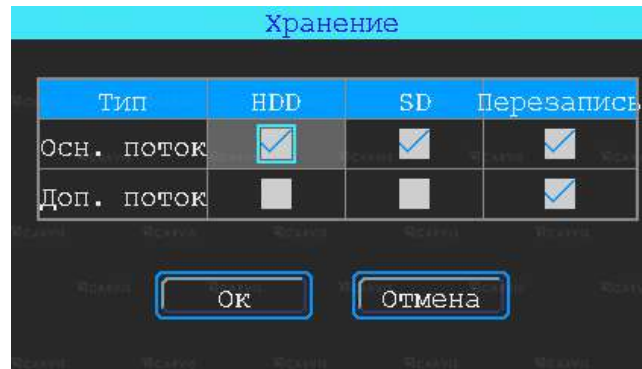 Хранение
Тип HDD SD Перезапись
Осн. поток
Доп. поток
Ок Отмена